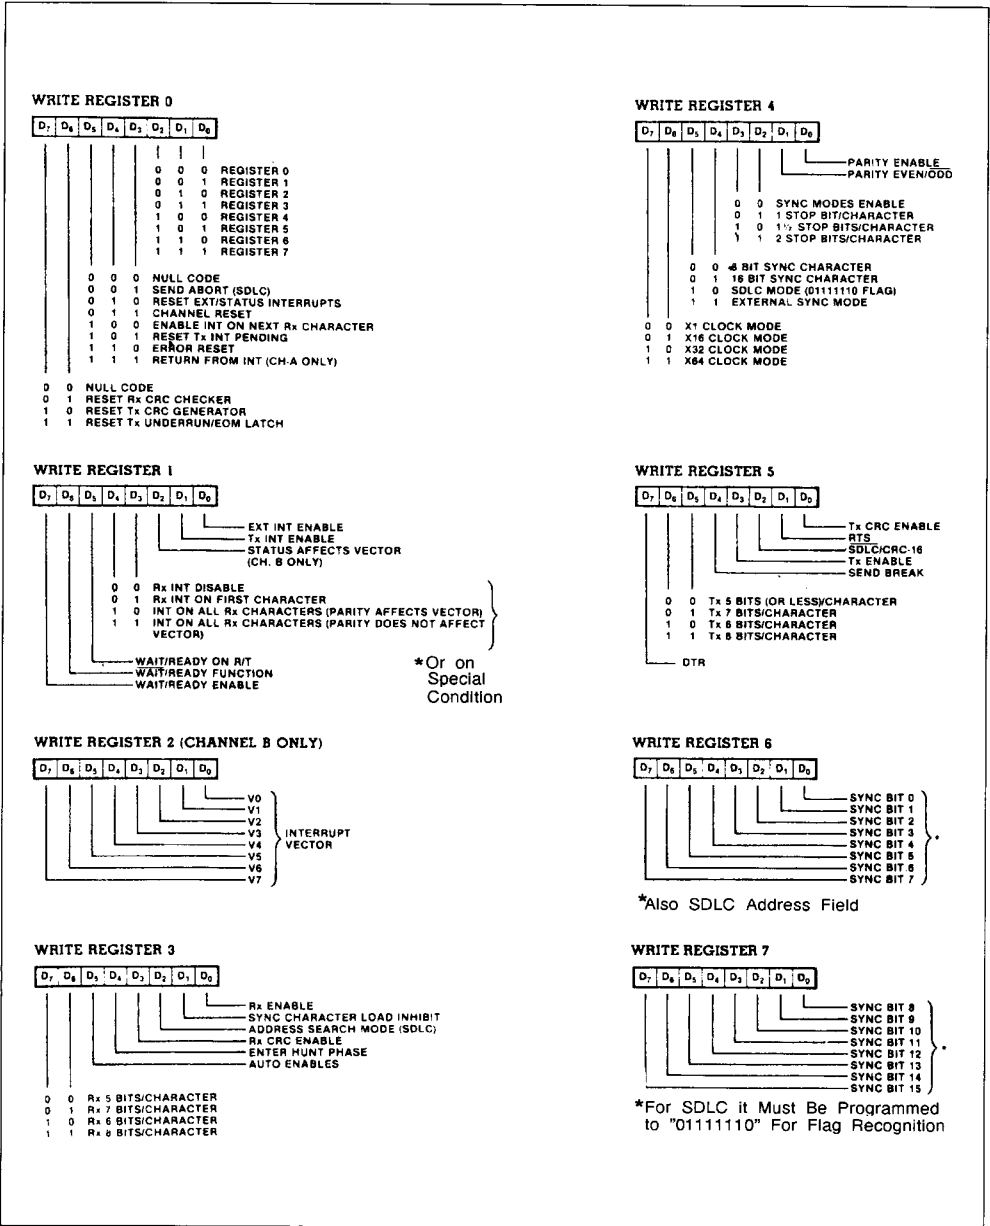 WRITE REGISTER 0
D7 D6 D5 D4 D3 D2 D1 D0
0 0 0 REGISTER 0
0 0 1 REGISTER 1
0 1 0 REGISTER 2
0 1 1 REGISTER 3
1 0 0 REGISTER 4
1 0 1 REGISTER 5
1 1 0 REGISTER 6
1 1 1 REGISTER 7
0 0 0 NULL CODE
0 0 1 SEND ABORT (SDLC)
0 1 0 RESET EXT/STATUS INTERRUPTS
0 1 1 CHANNEL RESET
1 0 0 ENABLE INT ON NEXT Rx CHARACTER
1 0 1 RESET Tx INT PENDING
1 1 0 ERROR RESET
1 1 1 RETURN FROM INT (CH-A ONLY)
0 0 NULL CODE
0 1 RESET Rx CRC CHECKER
1 0 RESET Tx CRC GENERATOR
1 1 RESET Tx UNDERRUN/EOM LATCH
WRITE REGISTER 1
D7 D6 D5 D4 D3 D2 D1 D0
EXT INT ENABLE
Tx INT ENABLE
STATUS AFFECTS VECTOR
(CH. B ONLY)
0 0 Rx INT DISABLE
0 1 Rx INT ON FIRST CHARACTER
1 0 INT ON ALL Rx CHARACTERS (PARITY AFFECTS VECTOR)
1 1 INT ON ALL Rx CHARACTERS (PARITY DOES NOT AFFECT
VECTOR)
WAIT/READY ON R/T
WAIT/READY FUNCTION
WAIT/READY ENABLE
*Or on
Special
Condition
WRITE REGISTER 2 (CHANNEL B ONLY)
D7 D6 D5 D4 D3 D2 D1 D0
V0
V1
V2
V3
V4
V5
V6
V7
INTERRUPT
VECTOR
WRITE REGISTER 3
D7 D6 D5 D4 D3 D2 D1 D0
Rx ENABLE
SYNC CHARACTER LOAD INHIBIT
ADDRESS SEARCH MODE (SDLC)
Rx CRC ENABLE
ENTER HUNT PHASE
AUTO ENABLES
0 0 Rx 5 BITS/CHARACTER
0 1 Rx 7 BITS/CHARACTER
1 0 Rx 6 BITS/CHARACTER
1 1 Rx 8 BITS/CHARACTER
WRITE REGISTER 4
D7 D6 D5 D4 D3 D2 D1 D0
PARITY ENABLE
PARITY EVEN/ODD
0 0 SYNC MODES ENABLE
0 1 1 STOP BIT/CHARACTER
1 0 1½ STOP BITS/CHARACTER
1 1 2 STOP BITS/CHARACTER
0 0 8 BIT SYNC CHARACTER
0 1 16 BIT SYNC CHARACTER
1 0 SDLC MODE (01111110 FLAG)
1 1 EXTERNAL SYNC MODE
0 0 X1 CLOCK MODE
0 1 X16 CLOCK MODE
1 0 X32 CLOCK MODE
1 1 X64 CLOCK MODE
WRITE REGISTER 5
D7 D6 D5 D4 D3 D2 D1 D0
Tx CRC ENABLE
RTS
SDLC/CRC-16
Tx ENABLE
SEND BREAK
0 0 Tx 5 BITS (OR LESS)/CHARACTER
0 1 Tx 7 BITS/CHARACTER
1 0 Tx 6 BITS/CHARACTER
1 1 Tx 8 BITS/CHARACTER
DTR
WRITE REGISTER 6
D7 D6 D5 D4 D3 D2 D1 D0
SYNC BIT 0
SYNC BIT 1
SYNC BIT 2
SYNC BIT 3
SYNC BIT 4
SYNC BIT 5
SYNC BIT 6
SYNC BIT 7
*
*Also SDLC Address Field
WRITE REGISTER 7
D7 D6 D5 D4 D3 D2 D1 D0
SYNC BIT 8
SYNC BIT 9
SYNC BIT 10
SYNC BIT 11
SYNC BIT 12
SYNC BIT 13
SYNC BIT 14
SYNC BIT 15
*
*For SDLC it Must Be Programmed
to "01111110" For Flag Recognition